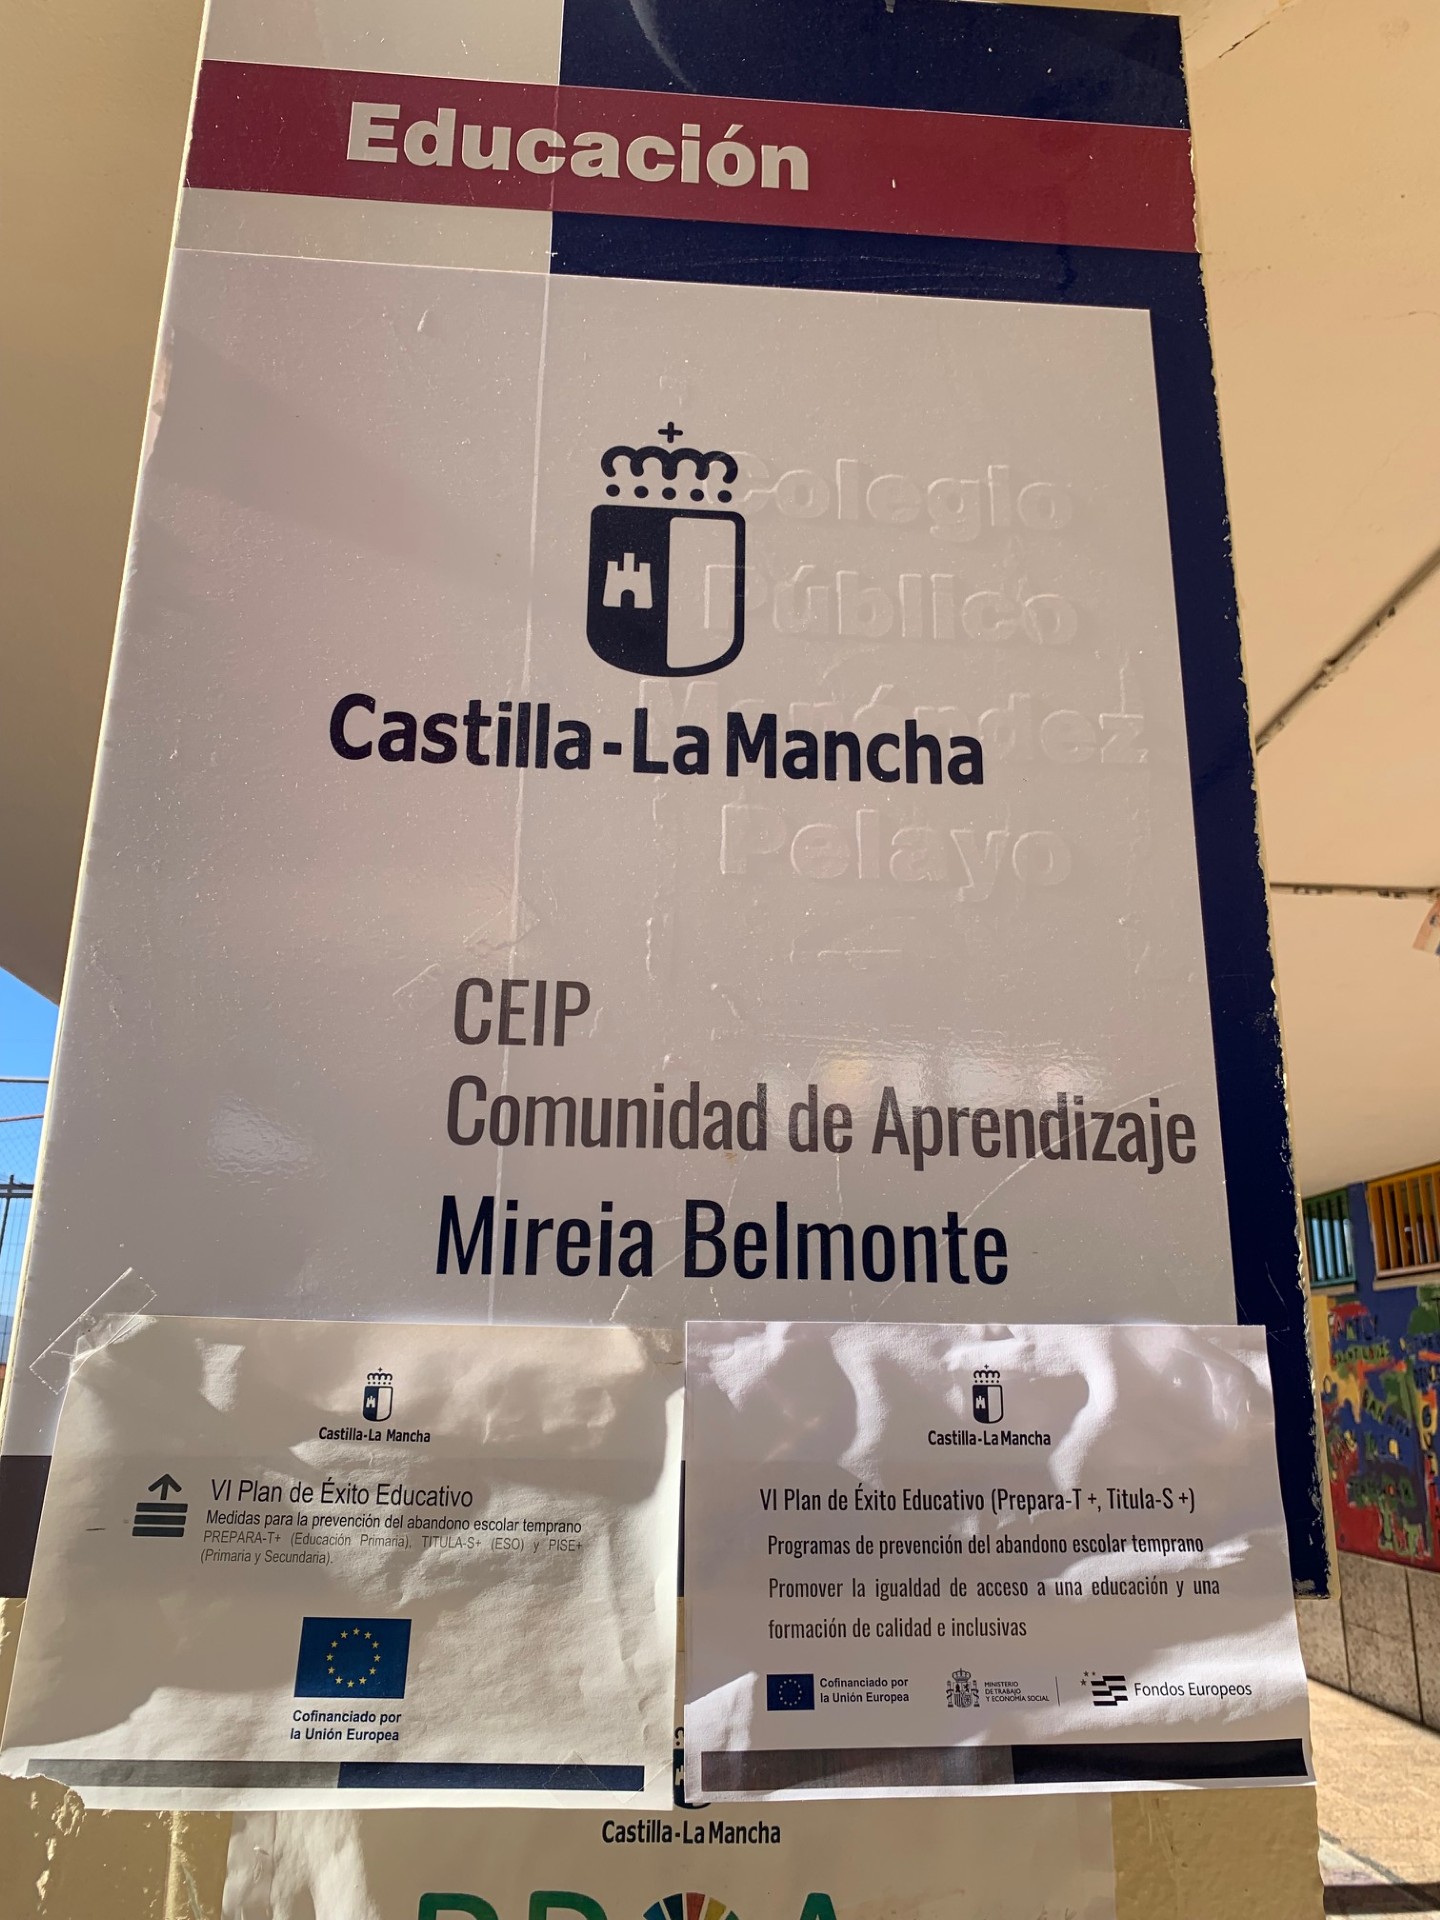 Educación
Colegio
Público
Menéndez
Pelayo
Castilla-La Mancha
CEIP
Comunidad de Aprendizaje
Mireia Belmonte
Castilla-La Mancha
VI Plan de Éxito Educativo
Medidas para la prevención del abandono escolar temprano
PREPARA-T+ (Educación Primaria), TITULA-S+ (ESO) y PISE+
(Primaria y Secundaria).
Cofinanciado por
la Unión Europea
Castilla-La Mancha
VI Plan de Éxito Educativo (Prepara-T +, Titula-S +)
Programas de prevención del abandono escolar temprano
Promover la igualdad de acceso a una educación y una
formación de calidad e inclusivas
Cofinanciado por
la Unión Europea
MINISTERIO
DE TRABAJO
Y ECONOMÍA SOCIAL
Fondos Europeos
Castilla-La Mancha